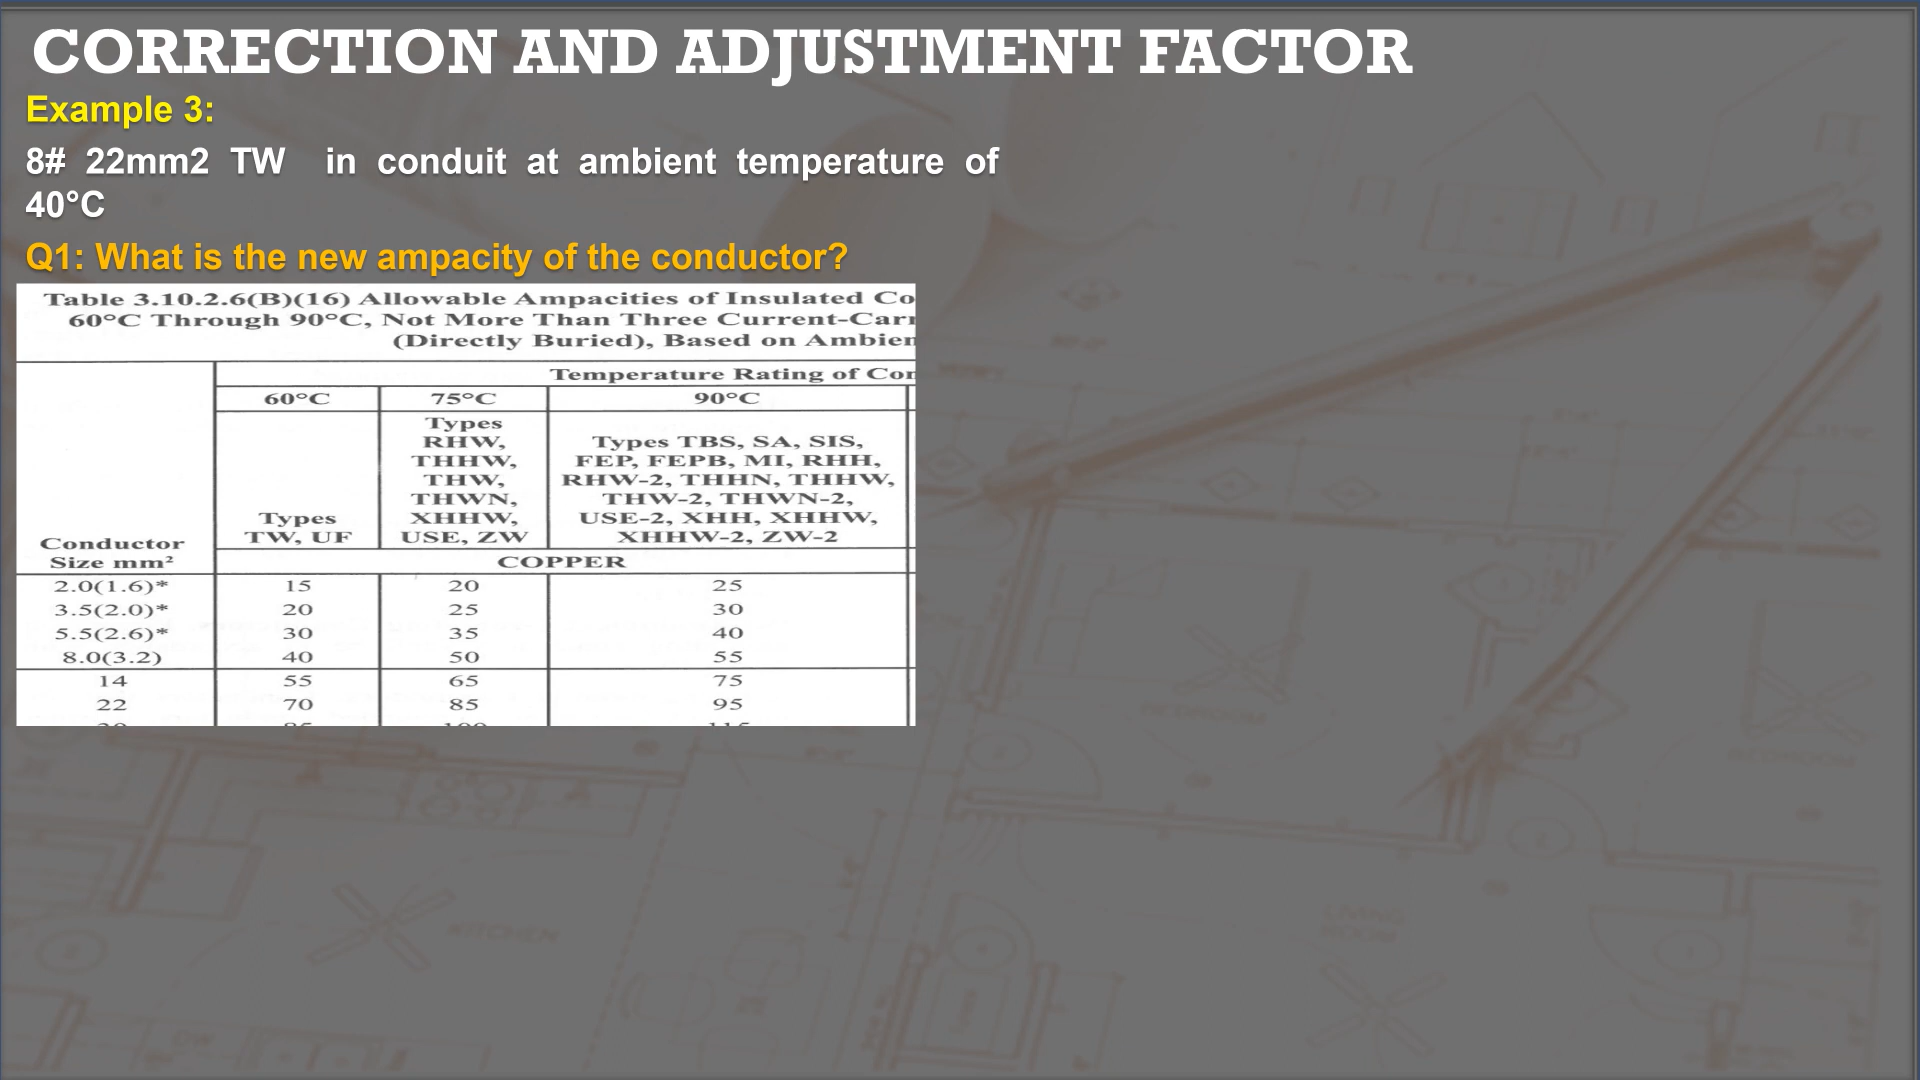 CORRECTION AND ADJUSTMENT FACTOR
Example 3:
8# 22mm2 TW in conduit at ambient temperature of
40°C
Q1: What is the new ampacity of the conductor?
Table 3.10.2.6(B)(16) Allowable Ampacities of Insulated Co
60°C Through 90°C, Not More Than Three Current-Carr
(Directly Buried), Based on Ambien
Temperature Rating of Con
60°C 75°C 90°C
Types
RHW,
THHW,
THW,
THWN,
XHHW,
USE, ZW
Types TBS, SA, SIS,
FEP, FEPB, MI, RHH,
RHW-2, THHN, THHW,
THW-2, THWN-2,
USE-2, XHH, XHHW,
XHHW-2, ZW-2
Types
TW, UF
Conductor
Size mm²
COPPER
2.0(1.6)* 15 20 25
3.5(2.0)* 20 25 30
5.5(2.6)* 30 35 40
8.0(3.2) 40 50 55
14 55 65 75
22 70 85 95
KITCHEN
LIVING
ROOM